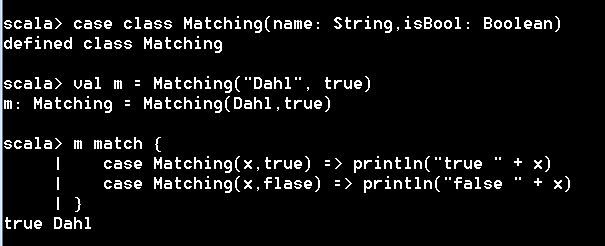 scala> case class Matching(name: String,isBool: Boolean)
defined class Matching
scala> val m = Matching("Dahl", true)
m: Matching = Matching(Dahl,true)
scala> m match {
     |    case Matching(x,true) => println("true " + x)
     |    case Matching(x,flase) => println("false " + x)
     | }
true Dahl